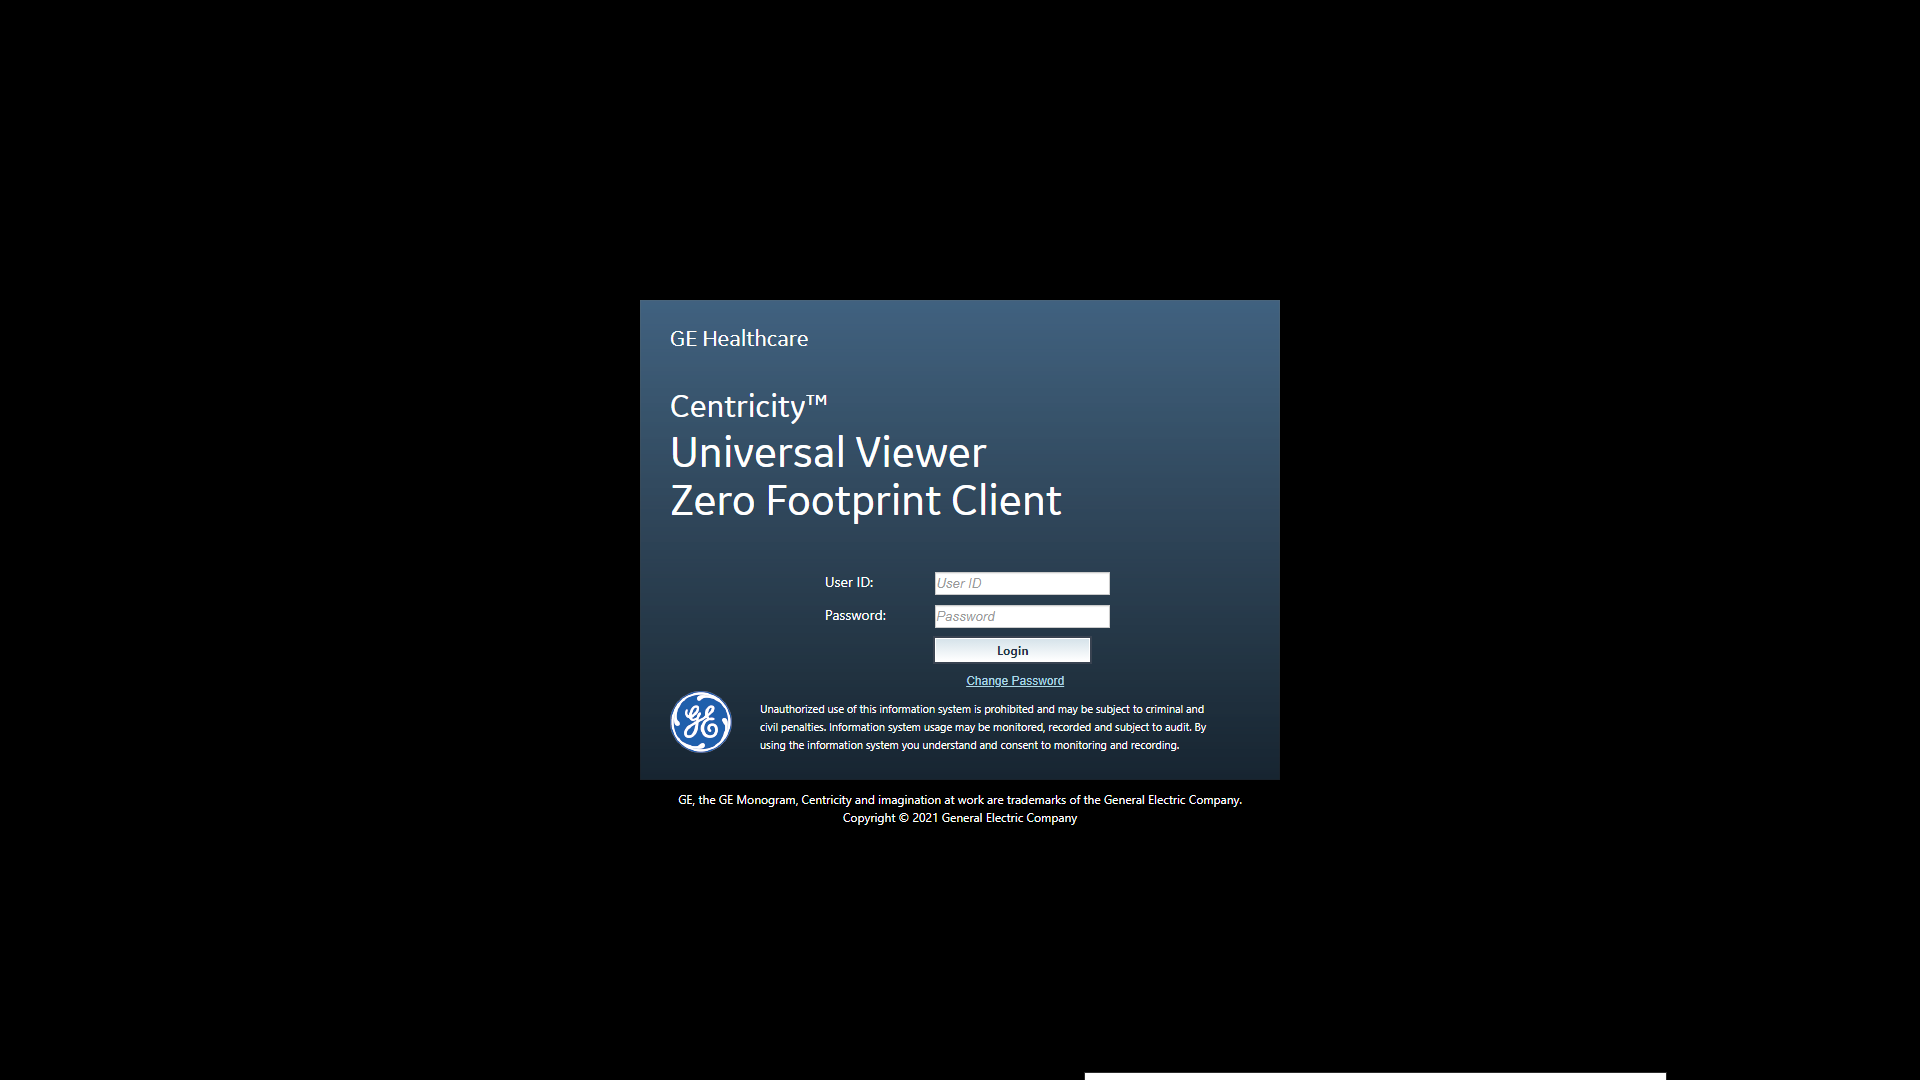 GE Healthcare
Centricity™
Universal Viewer
Zero Footprint Client
User ID: User ID
Password: Password
Login
Change Password
GE
Unauthorized use of this information system is prohibited and may be subject to criminal and
civil penalties. Information system usage may be monitored, recorded and subject to audit. By
using the information system you understand and consent to monitoring and recording.
GE, the GE Monogram, Centricity and imagination at work are trademarks of the General Electric Company.
Copyright © 2021 General Electric Company